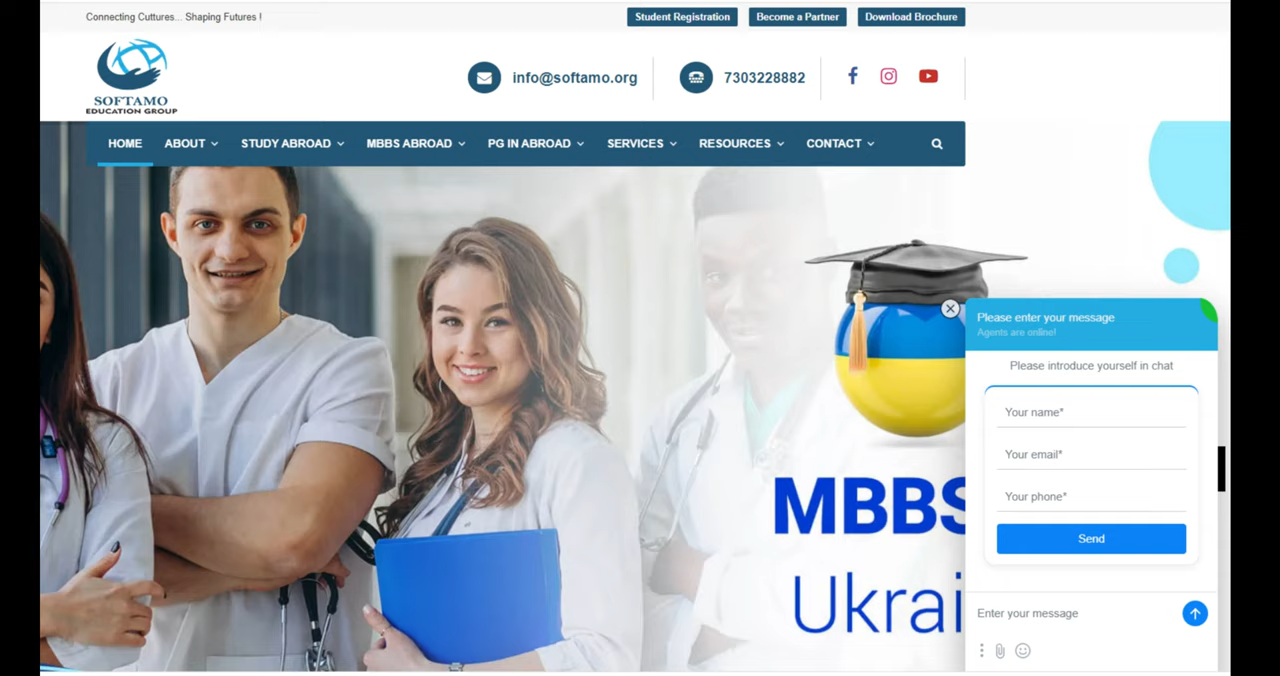 Connecting Cuttures... Shaping Futures !
Student Registration
Become a Partner
Download Brochure
SOFTAMO
EDUCATION GROUP
info@softamo.org
7303228882
HOME
ABOUT
STUDY ABROAD
MBBS ABROAD
PG IN ABROAD
SERVICES
RESOURCES
CONTACT
MBBS
Ukrai
Please enter your message
Agents are online!
Please introduce yourself in chat
Your name*
Your email*
Your phone*
Send
Enter your message